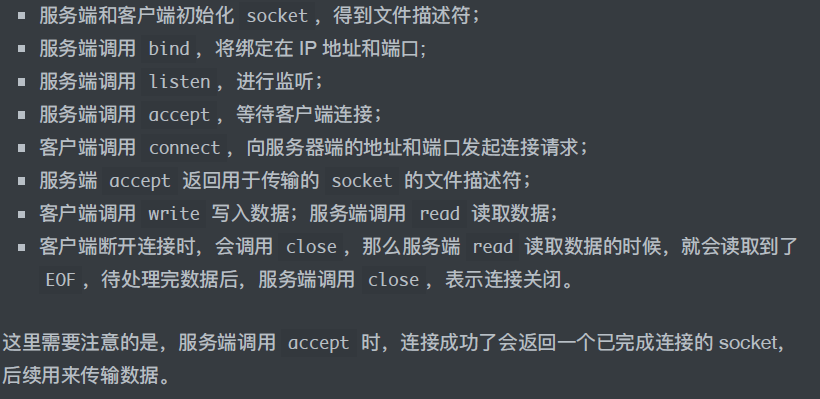 服务端和客户端初始化 socket，得到文件描述符；
服务端调用 bind，将绑定在 IP 地址和端口;
服务端调用 listen，进行监听；
服务端调用 accept，等待客户端连接；
客户端调用 connect，向服务器端的地址和端口发起连接请求；
服务端 accept 返回用于传输的 socket 的文件描述符；
客户端调用 write 写入数据；服务端调用 read 读取数据；
客户端断开连接时，会调用 close，那么服务端 read 读取数据的时候，就会读取到了
EOF，待处理完数据后，服务端调用 close，表示连接关闭。
这里需要注意的是，服务端调用 accept 时，连接成功了会返回一个已完成连接的 socket，
后续用来传输数据。